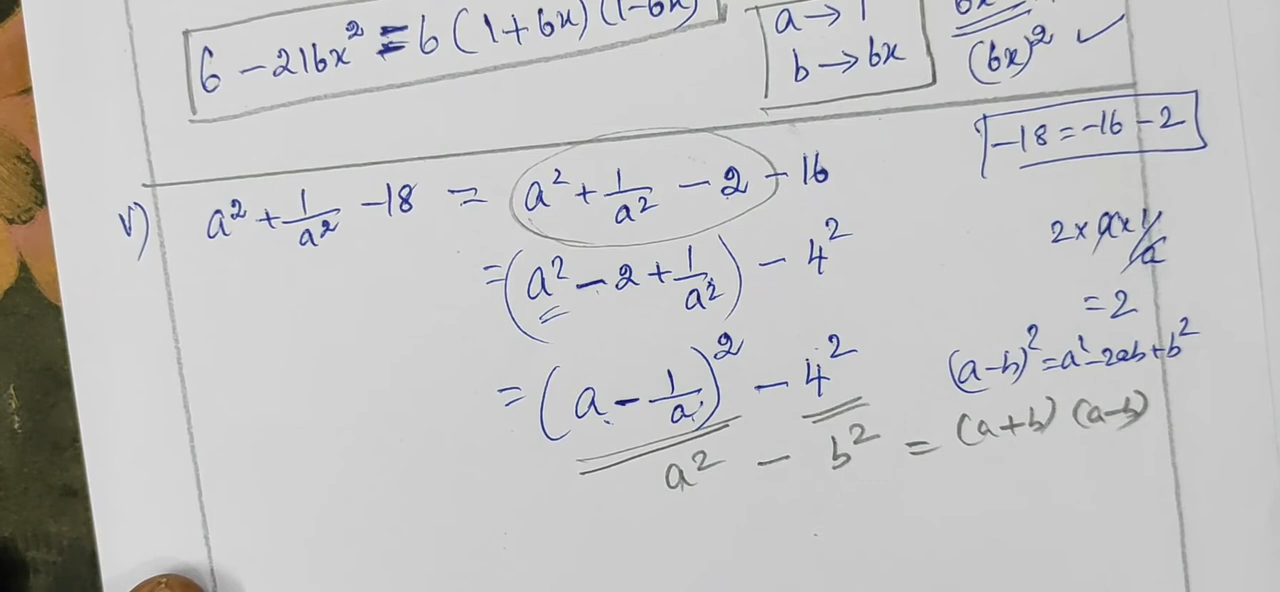 6 - 216x² = 6 (1+6x) (1-6x)
a → 1
b → 6x
(6x)² ✓
-18 = -16 - 2
v) a² + 1/a² - 18 = a² + 1/a² - 2 - 16
= (a² - 2 + 1/a²) - 4²
2 × a × 1/a
= 2
= (a - 1/a)² - 4²
(a-b)² = a² - 2ab + b²
a² - b² = (a+b) (a-b)